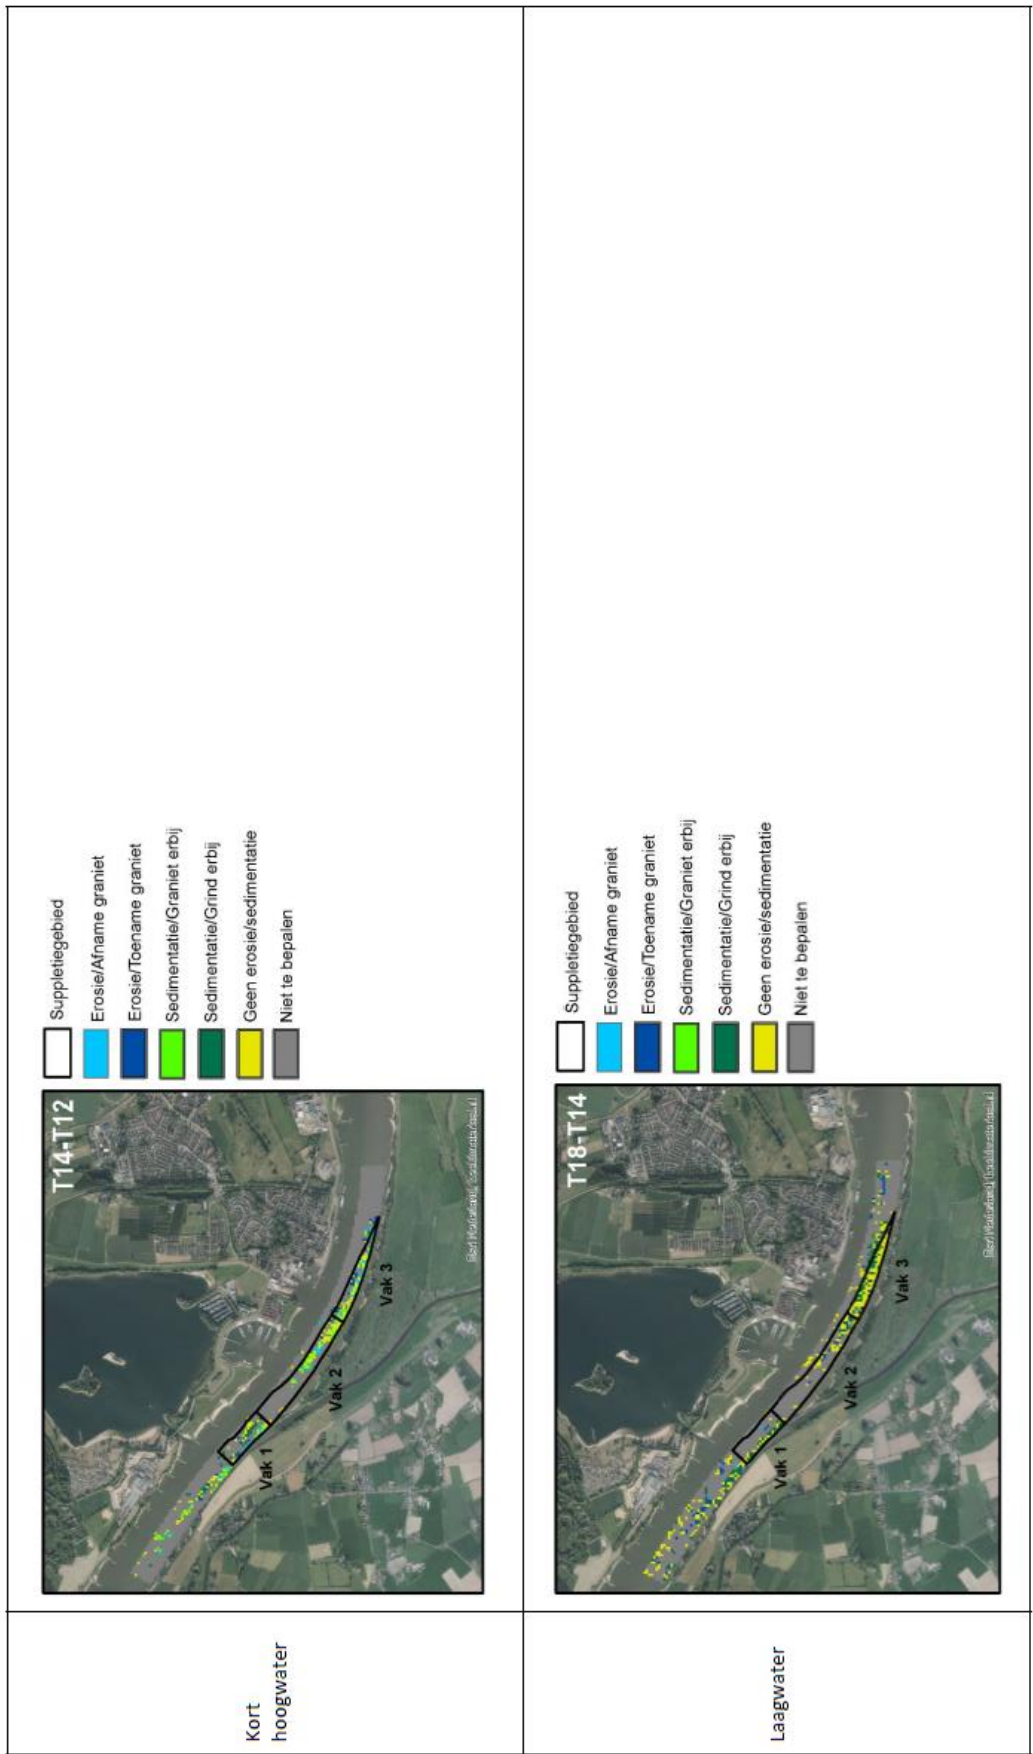 Kort
hoogwater
T14-T12
Vak 1
Vak 2
Vak 3
Suppletiegebied
Erosie/Afname graniet
Erosie/Toename graniet
Sedimentatie/Graniet erbij
Sedimentatie/Grind erbij
Geen erosie/sedimentatie
Niet te bepalen
Laagwater
T18-T14
Vak 1
Vak 2
Vak 3
Suppletiegebied
Erosie/Afname graniet
Erosie/Toename graniet
Sedimentatie/Graniet erbij
Sedimentatie/Grind erbij
Geen erosie/sedimentatie
Niet te bepalen